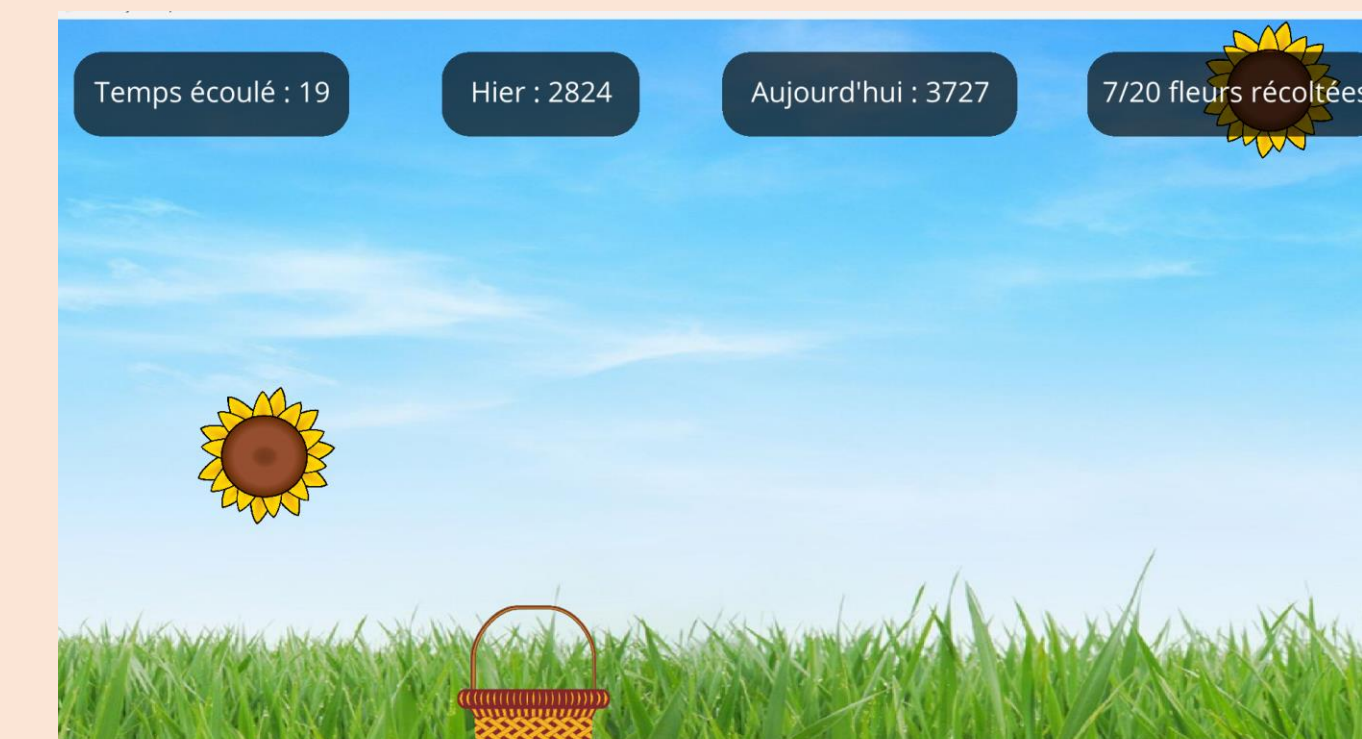 Temps écoulé : 19
Hier : 2824
Aujourd'hui : 3727
7/20 fleurs récoltées